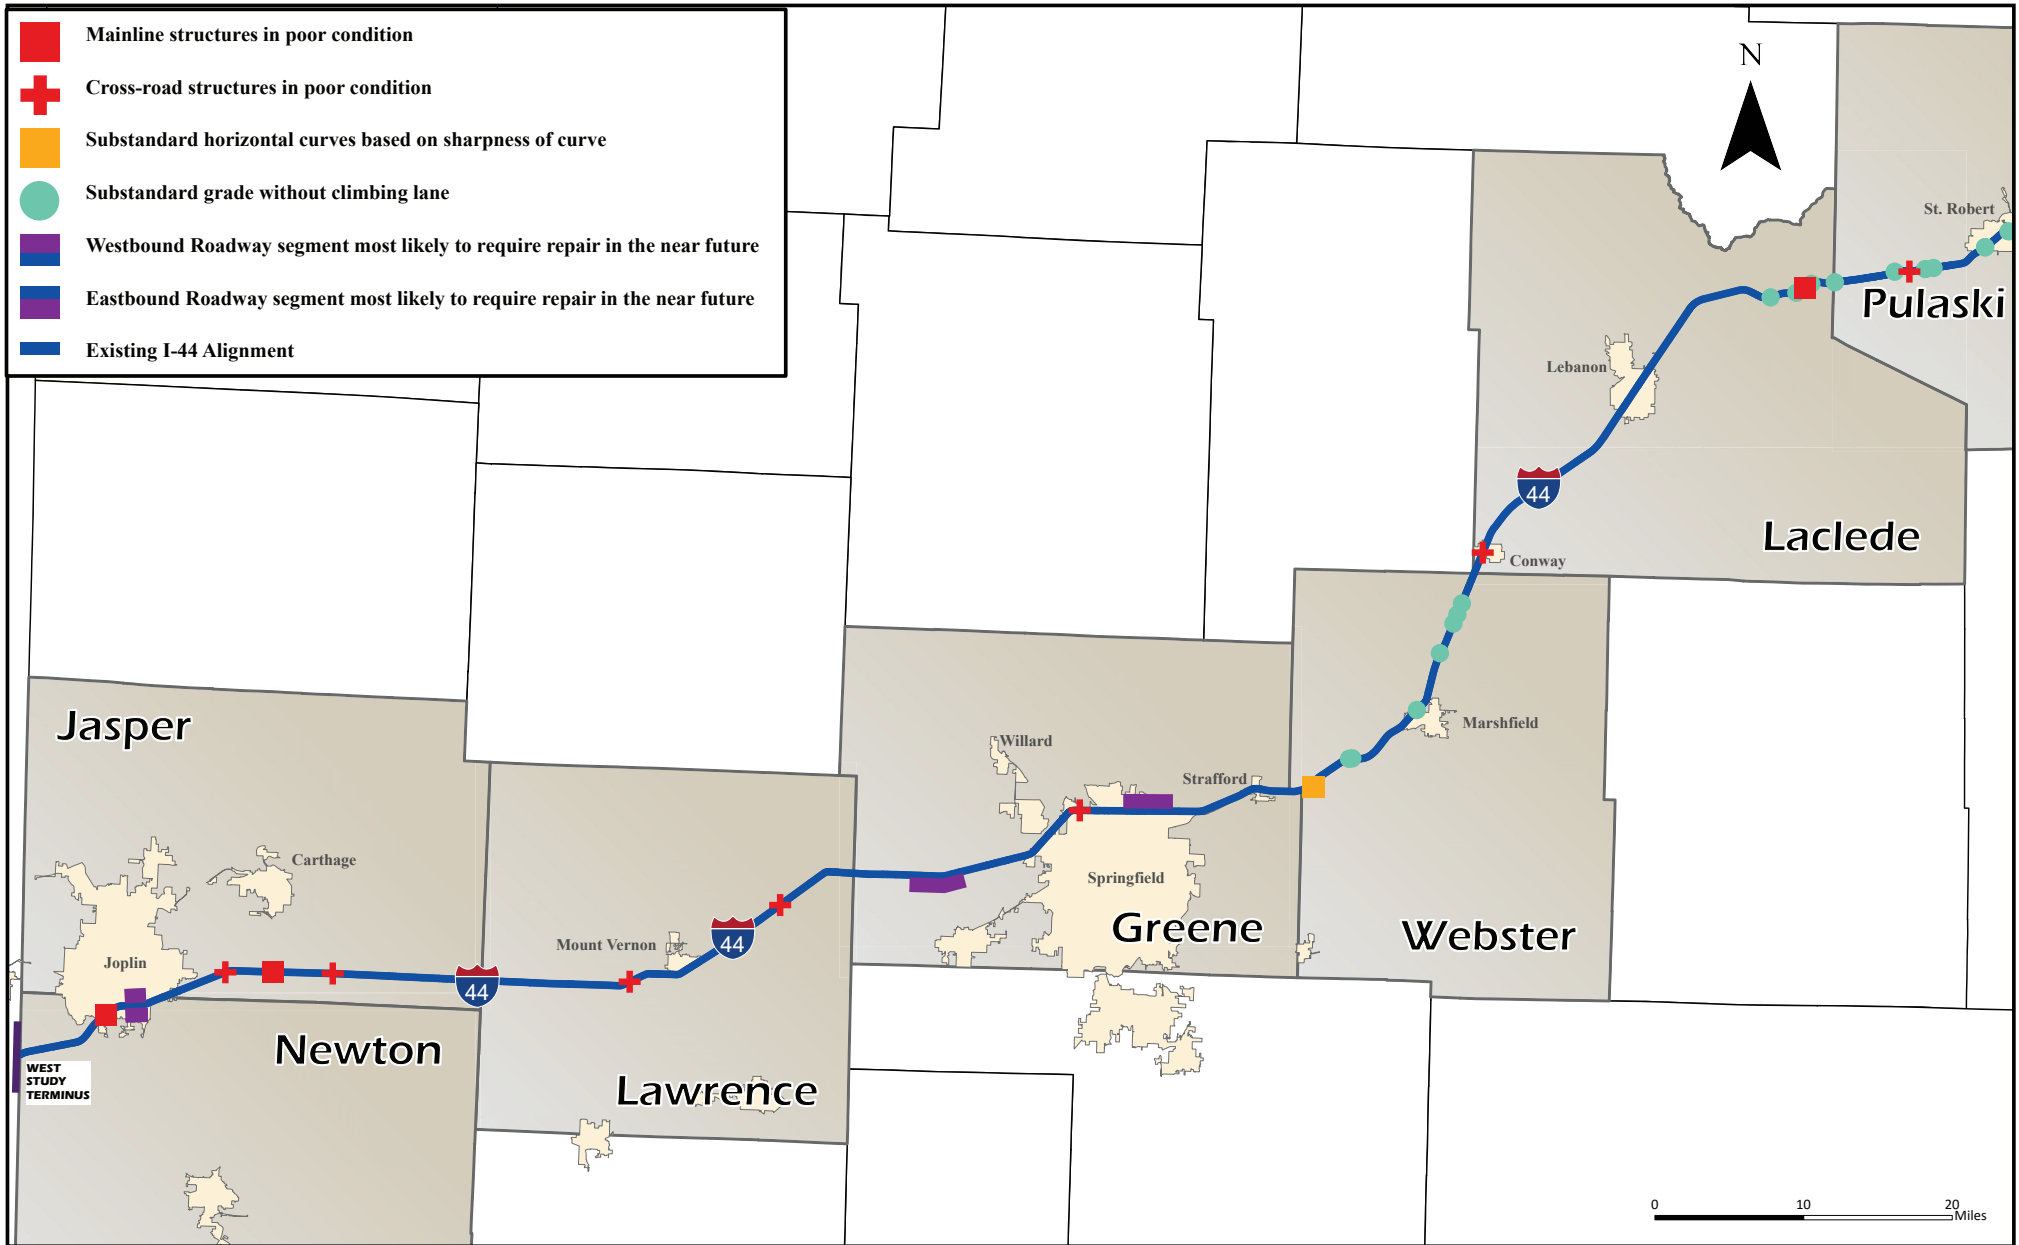 Mainline structures in poor condition
Cross-road structures in poor condition
Substandard horizontal curves based on sharpness of curve
Substandard grade without climbing lane
Westbound Roadway segment most likely to require repair in the near future
Eastbound Roadway segment most likely to require repair in the near future
Existing I-44 Alignment
N
St. Robert
Pulaski
Lebanon
44
Laclede
Conway
Jasper
Marshfield
Willard
Strafford
Carthage
Springfield
Greene
Webster
Mount Vernon
44
Joplin
44
Newton
WEST
STUDY
TERMINUS
Lawrence
0 10 20
Miles